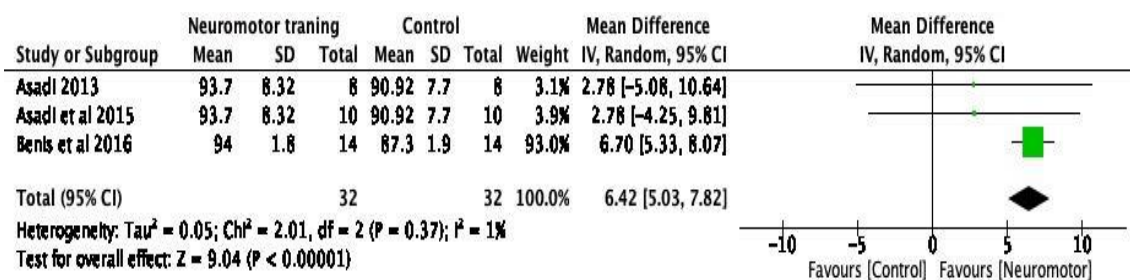 Neuromotor traning Control Mean Difference Mean Difference
Study or Subgroup Mean SD Total Mean SD Total Weight IV, Random, 95% CI IV, Random, 95% CI
Asadi 2013 93.7 8.32 8 90.92 7.7 8 3.1% 2.78 [–5.08, 10.64]
Asadi et al 2015 93.7 8.32 10 90.92 7.7 10 3.9% 2.78 [–4.25, 9.81]
Benis et al 2016 94 1.8 14 87.3 1.9 14 93.0% 6.70 [5.33, 8.07]
Total (95% CI) 32 32 100.0% 6.42 [5.03, 7.82]
Heterogeneity: Tau² = 0.05; Chi² = 2.01, df = 2 (P = 0.37); I² = 1%
Test for overall effect: Z = 9.04 (P < 0.00001)
–10 –5 0 5 10
Favours [Control] Favours [Neuromotor]